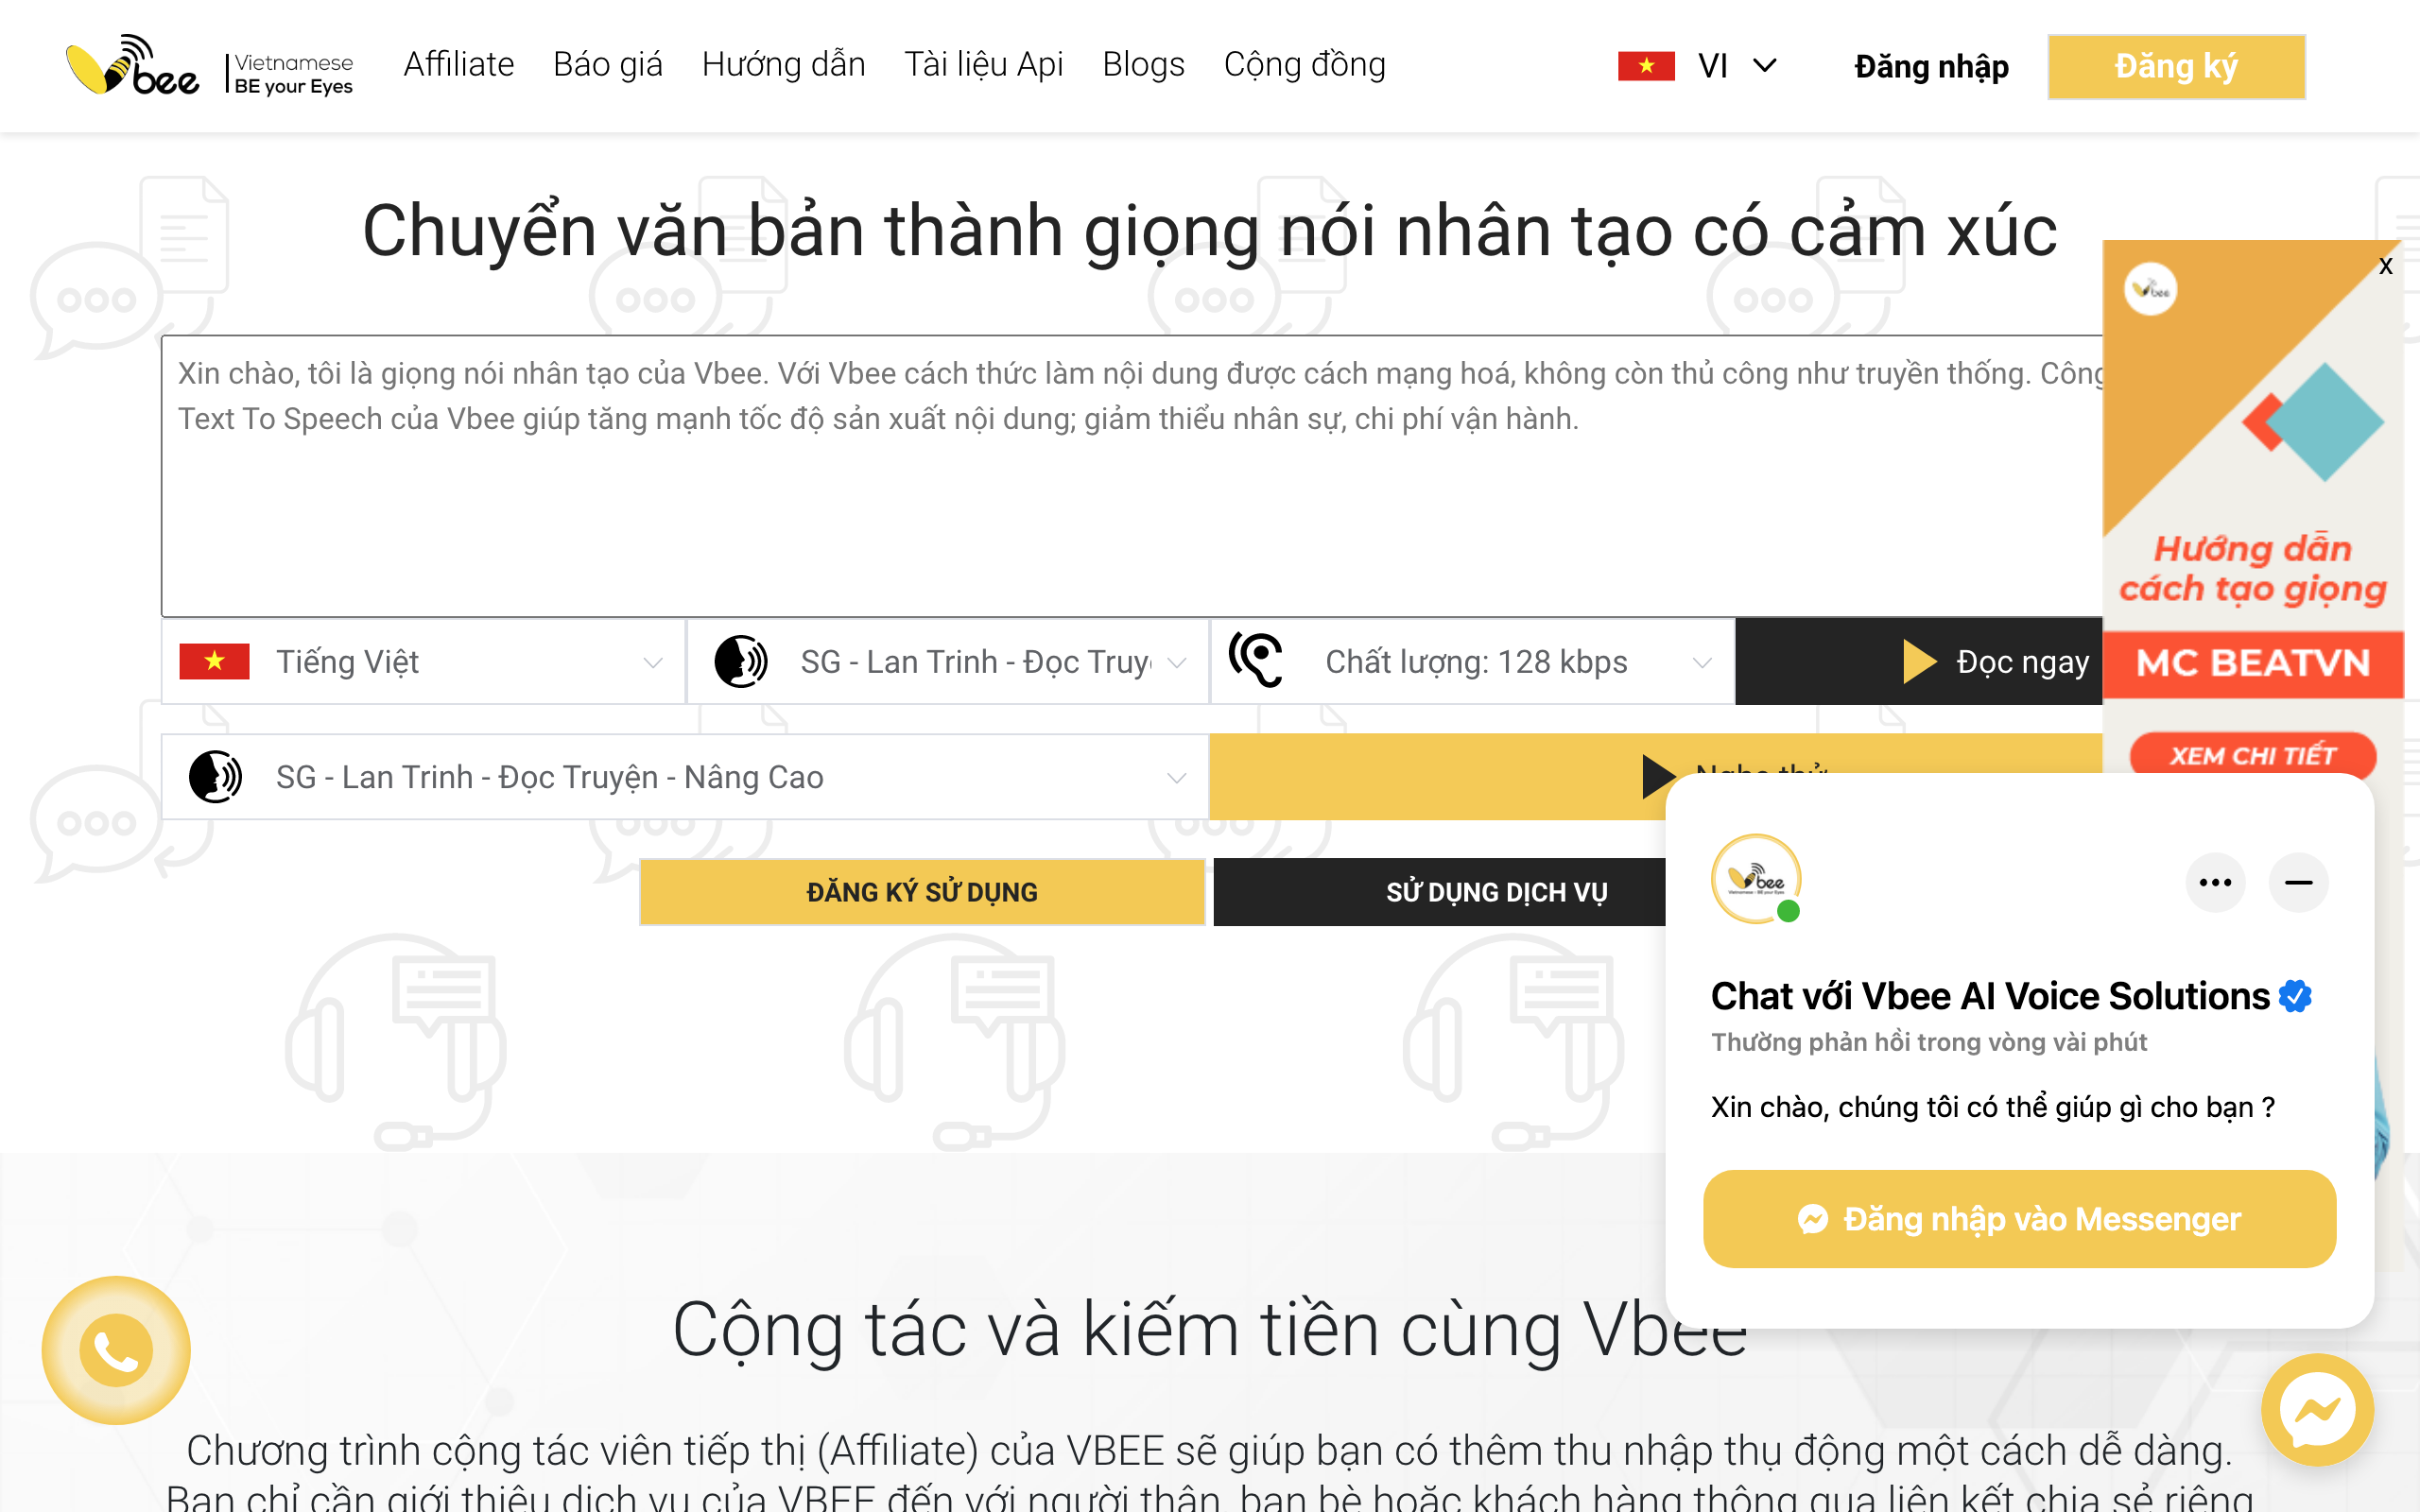 Vbee
Vietnamese
BE your Eyes
Affiliate
Báo giá
Hướng dẫn
Tài liệu Api
Blogs
Cộng đồng
VI
Đăng nhập
Đăng ký
Chuyển văn bản thành giọng nói nhân tạo có cảm xúc
x
Vbee
Xin chào, tôi là giọng nói nhân tạo của Vbee. Với Vbee cách thức làm nội dung được cách mạng hoá, không còn thủ công như truyền thống. Công
Text To Speech của Vbee giúp tăng mạnh tốc độ sản xuất nội dung; giảm thiểu nhân sự, chi phí vận hành.
Hướng dẫn
cách tạo giọng
MC BEATVN
XEM CHI TIẾT
Tiếng Việt
SG - Lan Trinh - Đọc Truy
Chất lượng: 128 kbps
Đọc ngay
SG - Lan Trinh - Đọc Truyện - Nâng Cao
Nghe thử
ĐĂNG KÝ SỬ DỤNG
SỬ DỤNG DỊCH VỤ
Vbee
Chat với Vbee AI Voice Solutions
Thường phản hồi trong vòng vài phút
Xin chào, chúng tôi có thể giúp gì cho bạn ?
Đăng nhập vào Messenger
Cộng tác và kiếm tiền cùng Vbee
Chương trình cộng tác viên tiếp thị (Affiliate) của VBEE sẽ giúp bạn có thêm thu nhập thụ động một cách dễ dàng.
Bạn chỉ cần giới thiệu dịch vụ của VBEE đến với người thân, bạn bè hoặc khách hàng thông qua liên kết chia sẻ riêng